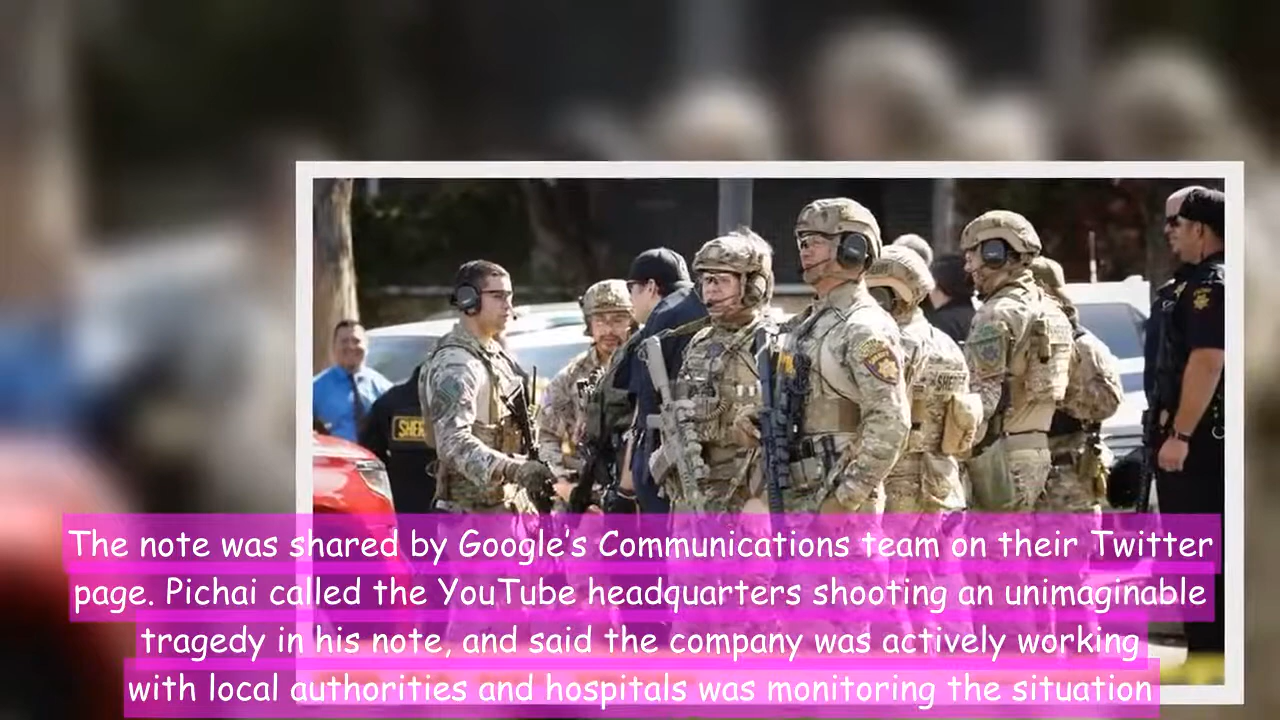 SHERIFF
The note was shared by Google's Communications team on their Twitter
page. Pichai called the YouTube headquarters shooting an unimaginable
tragedy in his note, and said the company was actively working
with local authorities and hospitals was monitoring the situation